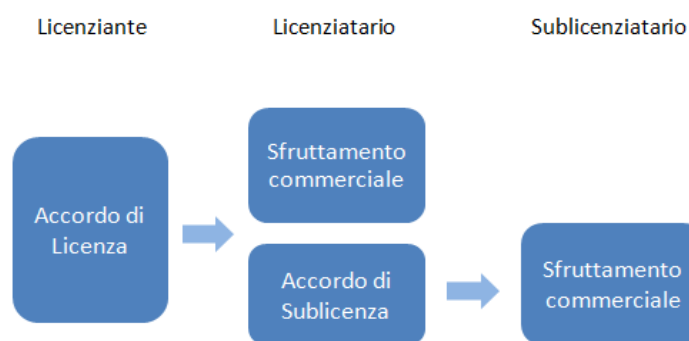 Licenziante
Licenziatario
Sublicenziatario
Sfruttamento
commerciale
Accordo di
Licenza
Accordo di
Sublicenza
Sfruttamento
commerciale